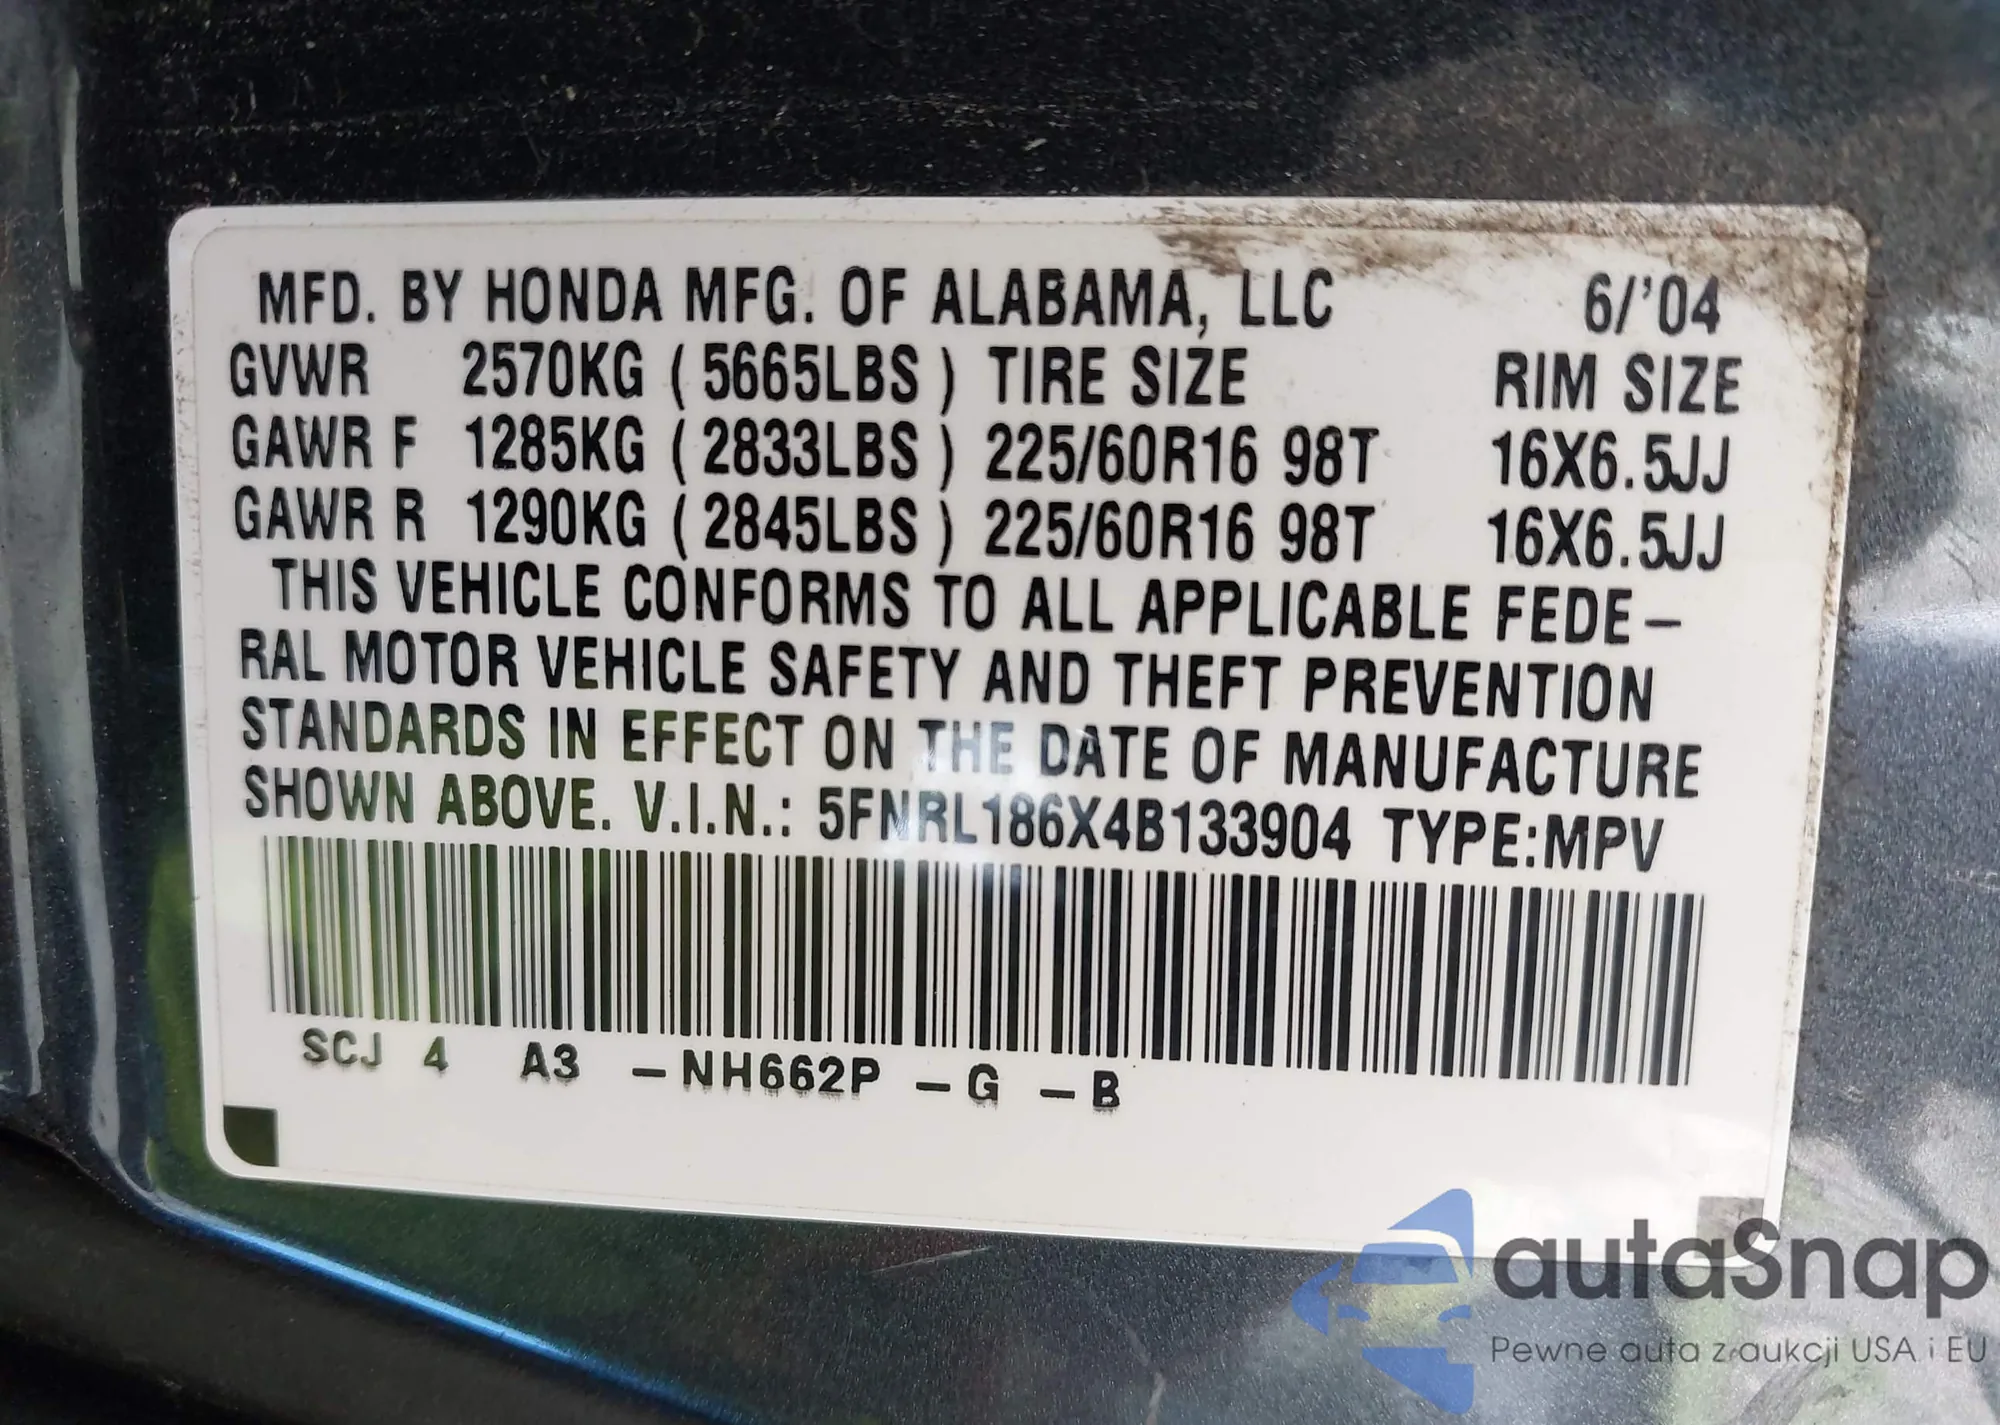 MFD. BY HONDA MFG. OF ALABAMA, LLC 6/'04
GVWR 2570KG ( 5665LBS ) TIRE SIZE RIM SIZE
GAWR F 1285KG ( 2833LBS ) 225/60R16 98T 16X6.5JJ
GAWR R 1290KG ( 2845LBS ) 225/60R16 98T 16X6.5JJ
THIS VEHICLE CONFORMS TO ALL APPLICABLE FEDE-
RAL MOTOR VEHICLE SAFETY AND THEFT PREVENTION
STANDARDS IN EFFECT ON THE DATE OF MANUFACTURE
SHOWN ABOVE. V.I.N.: 5FNRL186X4B133904 TYPE:MPV
SCJ 4 A3 -NH662P -G -B
autaSnap
Pewne auta z aukcji USA i EU